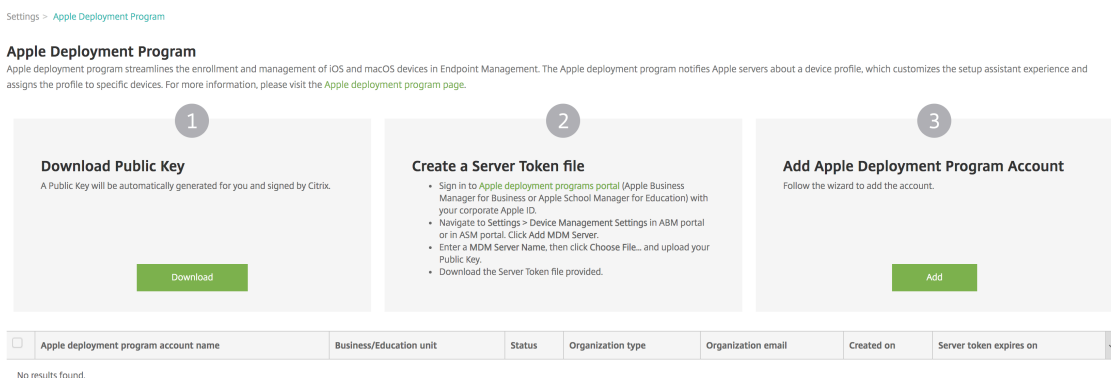 Settings > Apple Deployment Program
Apple Deployment Program
Apple deployment program streamlines the enrollment and management of iOS and macOS devices in Endpoint Management. The Apple deployment program notifies Apple servers about a device profile, which customizes the setup assistant experience and
assigns the profile to specific devices. For more information, please visit the Apple deployment program page.
1
Download Public Key
A Public Key will be automatically generated for you and signed by Citrix.
Download
2
Create a Server Token file
• Sign in to Apple deployment programs portal (Apple Business
Manager for Business or Apple School Manager for Education) with
your corporate Apple ID.
• Navigate to Settings > Device Management Settings in ABM portal
or in ASM portal. Click Add MDM Server.
• Enter a MDM Server Name, then click Choose File... and upload your
Public Key.
• Download the Server Token file provided.
3
Add Apple Deployment Program Account
Follow the wizard to add the account.
Add
Apple deployment program account name Business/Education unit Status Organization type Organization email Created on Server token expires on
No results found.